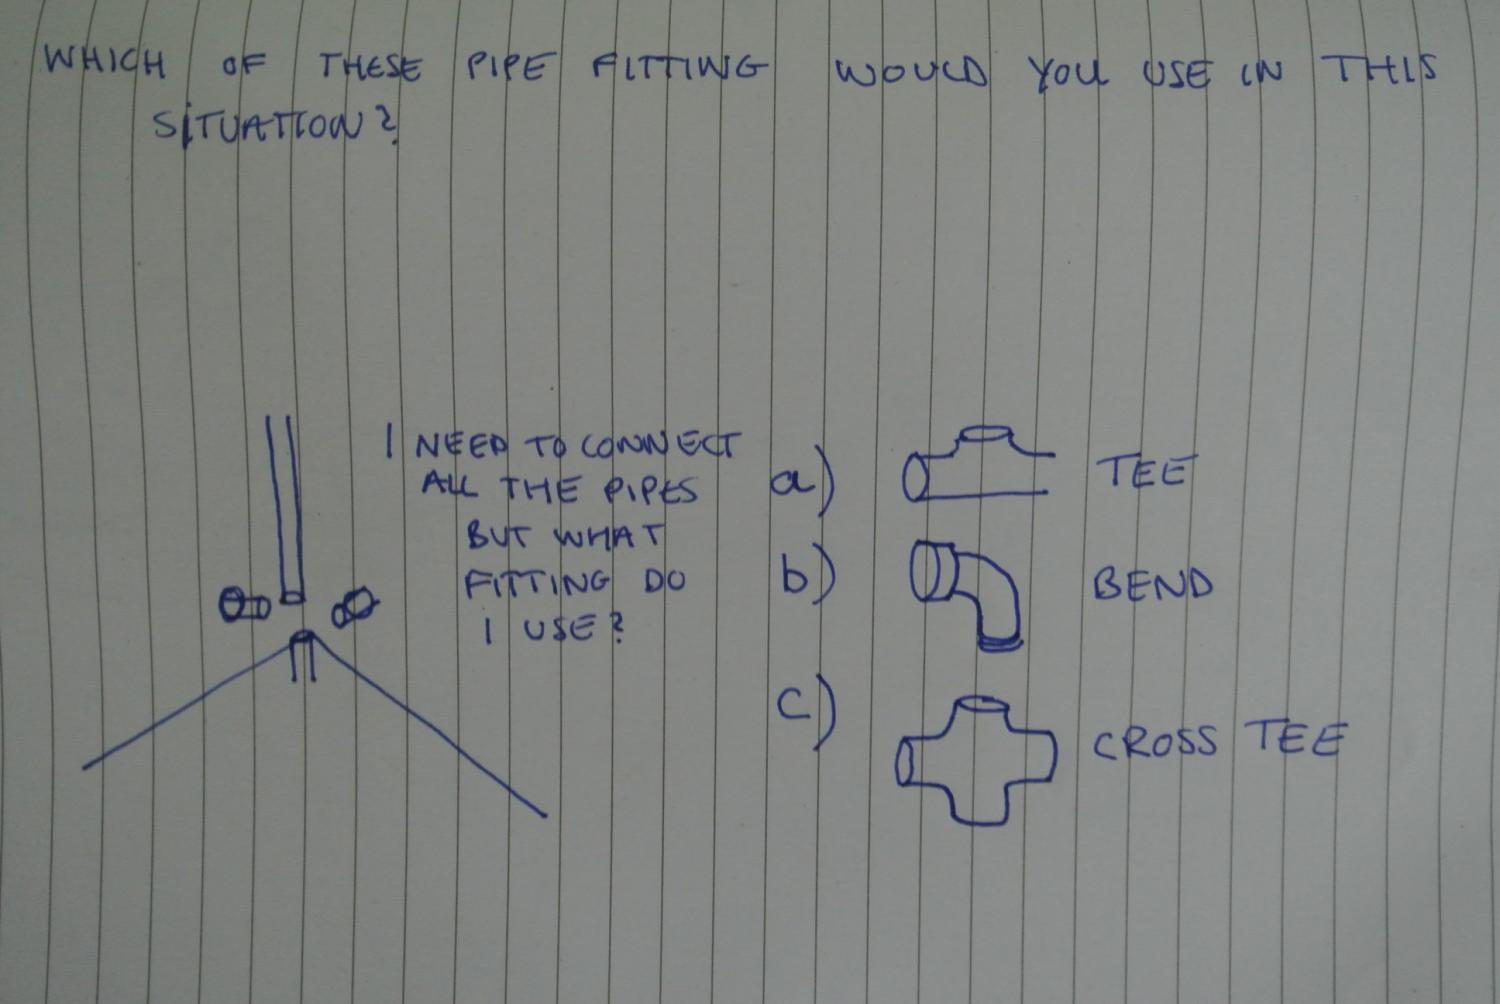 WHICH OF THESE PIPE FITTING WOULD YOU USE IN THIS
SITUATION?
I NEED TO CONNECT
ALL THE PIPES
BUT WHAT
FITTING DO
I USE?
a) TEE
b) BEND
c) CROSS TEE